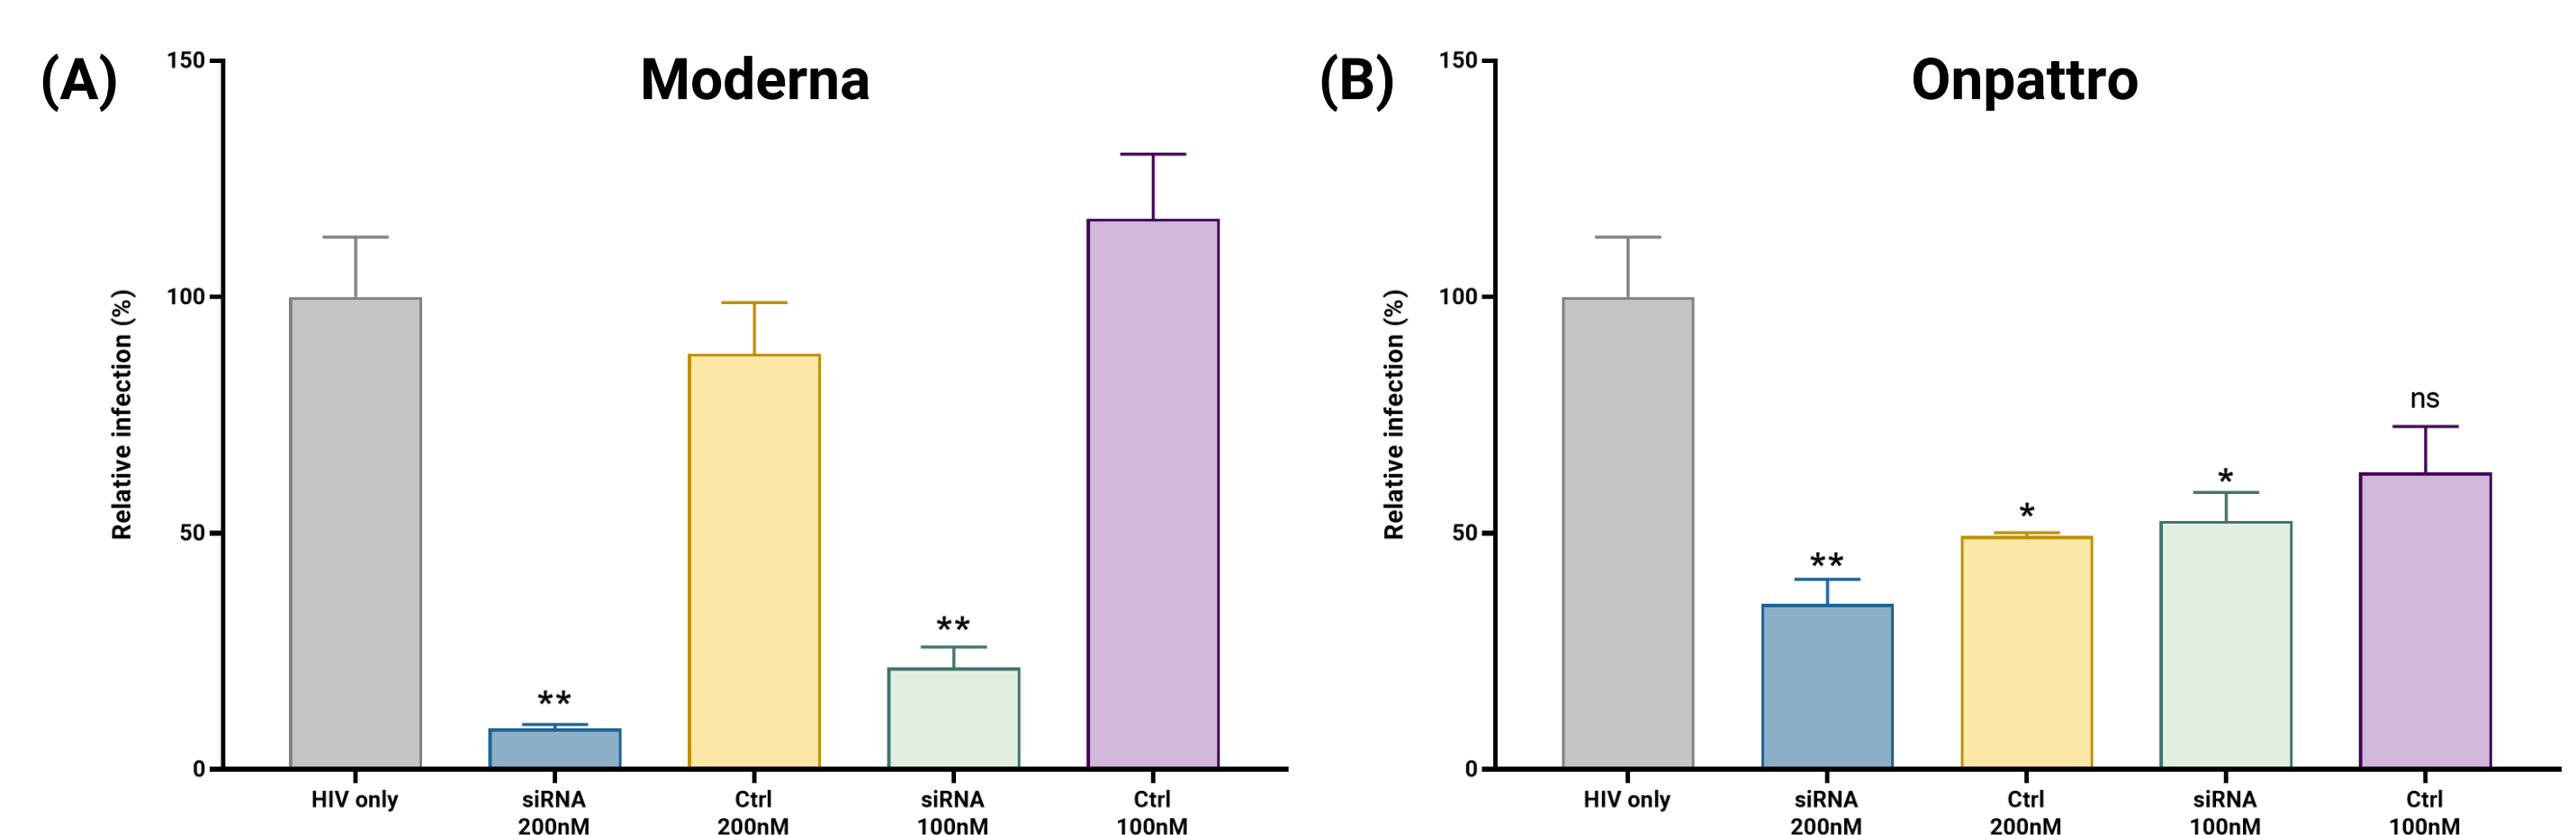 (A)
Moderna
150
100
50
0
Relative infection (%)
**
**
HIV only
siRNA
200nM
Ctrl
200nM
siRNA
100nM
Ctrl
100nM
(B)
Onpattro
150
100
50
0
Relative infection (%)
**
*
*
ns
HIV only
siRNA
200nM
Ctrl
200nM
siRNA
100nM
Ctrl
100nM